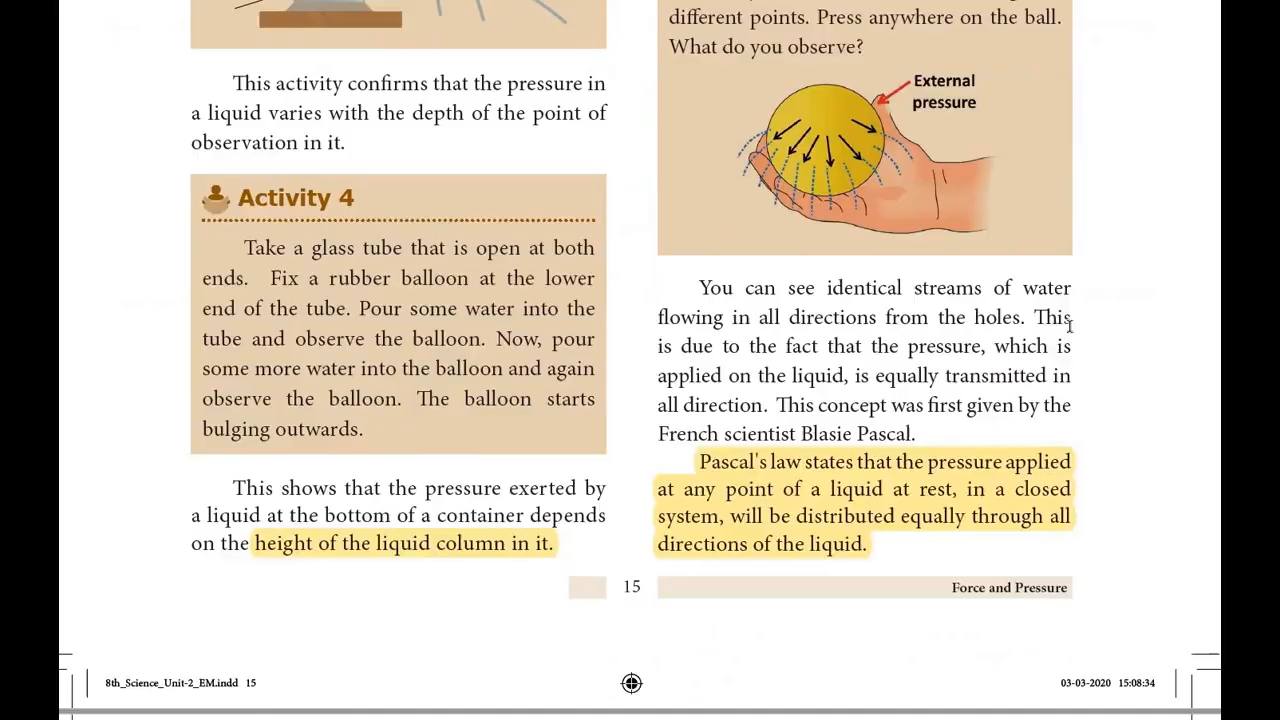 This activity confirms that the pressure in
a liquid varies with the depth of the point of
observation in it.
Activity 4
Take a glass tube that is open at both
ends. Fix a rubber balloon at the lower
end of the tube. Pour some water into the
tube and observe the balloon. Now, pour
some more water into the balloon and again
observe the balloon. The balloon starts
bulging outwards.
This shows that the pressure exerted by
a liquid at the bottom of a container depends
on the height of the liquid column in it.
different points. Press anywhere on the ball.
What do you observe?
External
pressure
You can see identical streams of water
flowing in all directions from the holes. This
is due to the fact that the pressure, which is
applied on the liquid, is equally transmitted in
all direction. This concept was first given by the
French scientist Blasie Pascal.
Pascal's law states that the pressure applied
at any point of a liquid at rest, in a closed
system, will be distributed equally through all
directions of the liquid.
15
Force and Pressure
8th_Science_Unit-2_EM.indd 15
03-03-2020 15:08:34